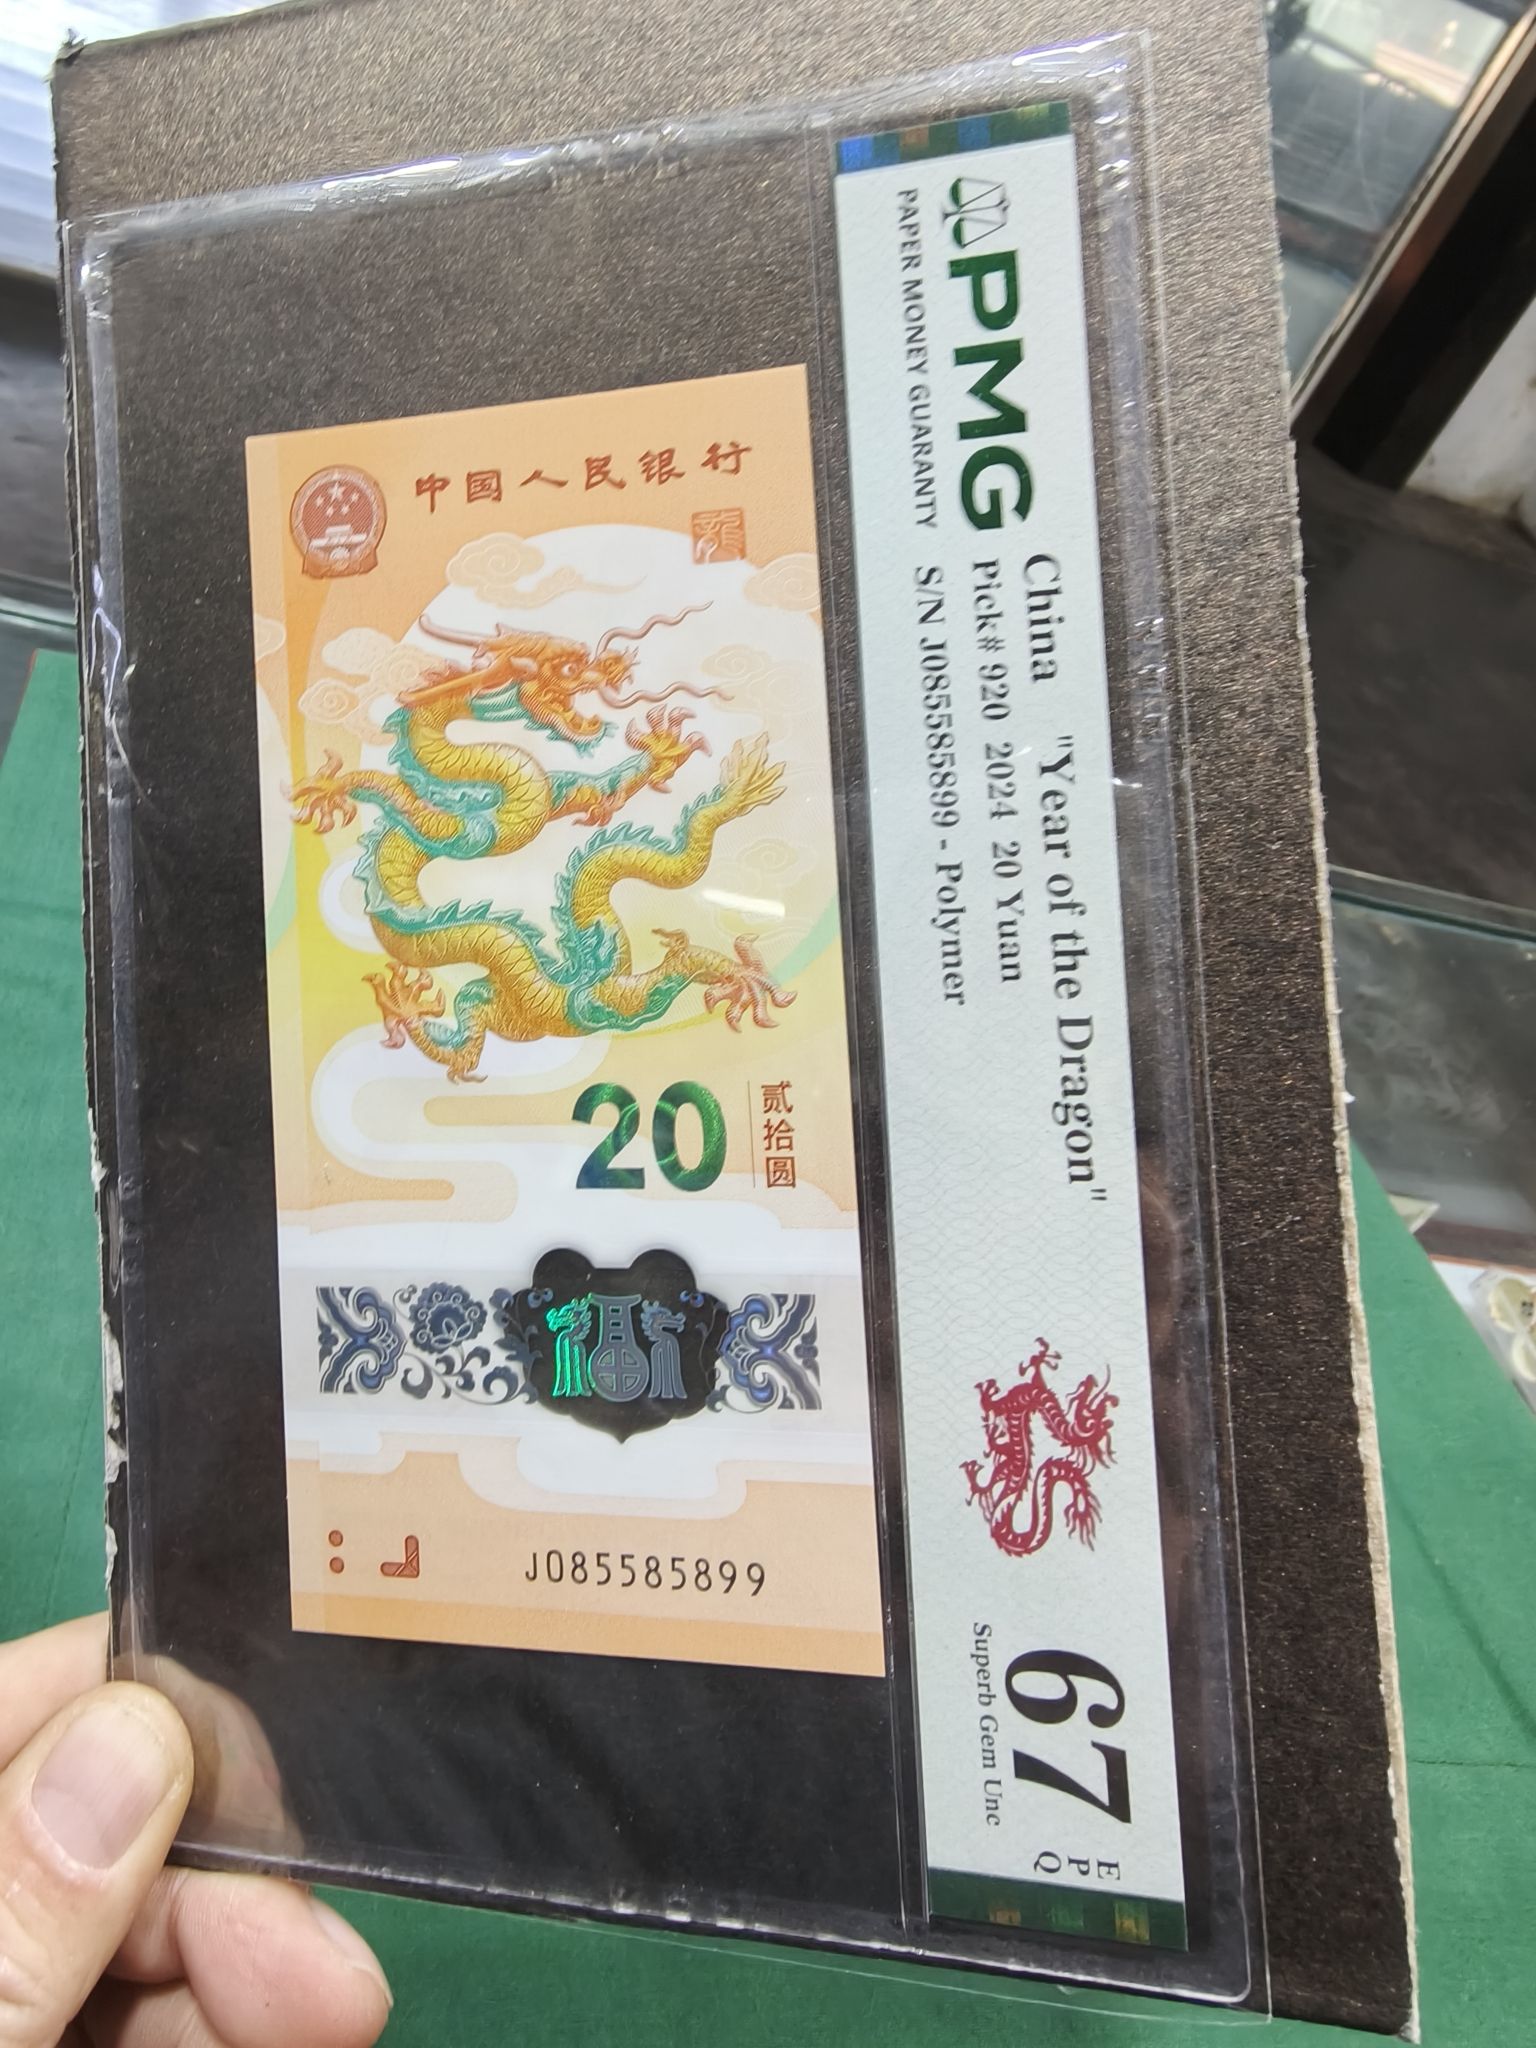 PMG
PAPER MONEY GUARANTY
China "Year of the Dragon"
Pick# 920 2024 20 Yuan
S/N J085585899 - Polymer
67
EPQ
Superb Gem Unc
中国人民银行
龍
20
贰拾圆
福
J085585899